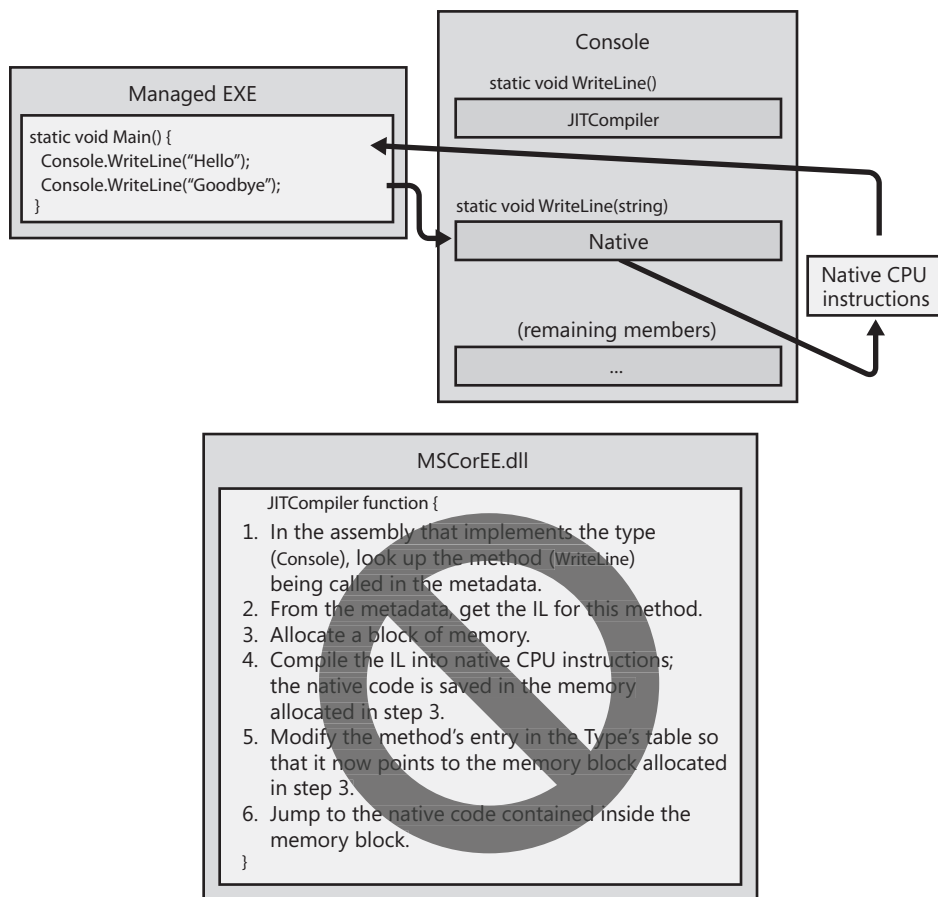 Managed EXE
static void Main() {
Console.WriteLine(“Hello”);
Console.WriteLine(“Goodbye”);
}
Console
static void WriteLine()
JITCompiler
static void WriteLine(string)
Native
(remaining members)
...
Native CPU
instructions
MSCorEE.dll
JITCompiler function {
1. In the assembly that implements the type
(Console), look up the method (WriteLine)
being called in the metadata.
2. From the metadata, get the IL for this method.
3. Allocate a block of memory.
4. Compile the IL into native CPU instructions;
the native code is saved in the memory
allocated in step 3.
5. Modify the method’s entry in the Type’s table so
that it now points to the memory block allocated
in step 3.
6. Jump to the native code contained inside the
memory block.
}